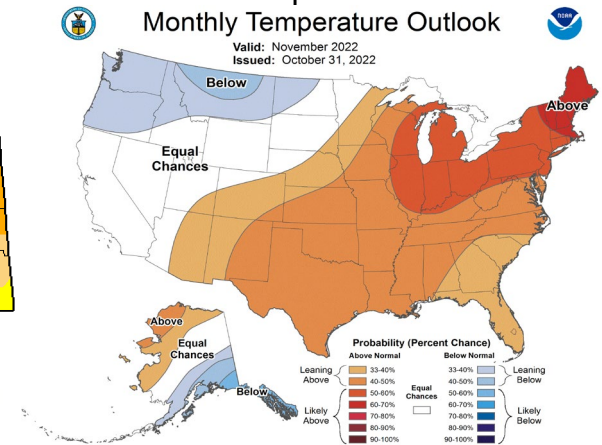 Monthly Temperature Outlook
Valid: November 2022
Issued: October 31, 2022
NOAA
Below
Above
Equal
Chances
Above
Equal
Chances
Below
Probability (Percent Chance)
Above Normal
Below Normal
Leaning
Above
33-40%
40-50%
Likely
Above
50-60%
60-70%
70-80%
80-90%
90-100%
Equal
Chances
33-40%
40-50%
Leaning
Below
50-60%
60-70%
70-80%
80-90%
90-100%
Likely
Below